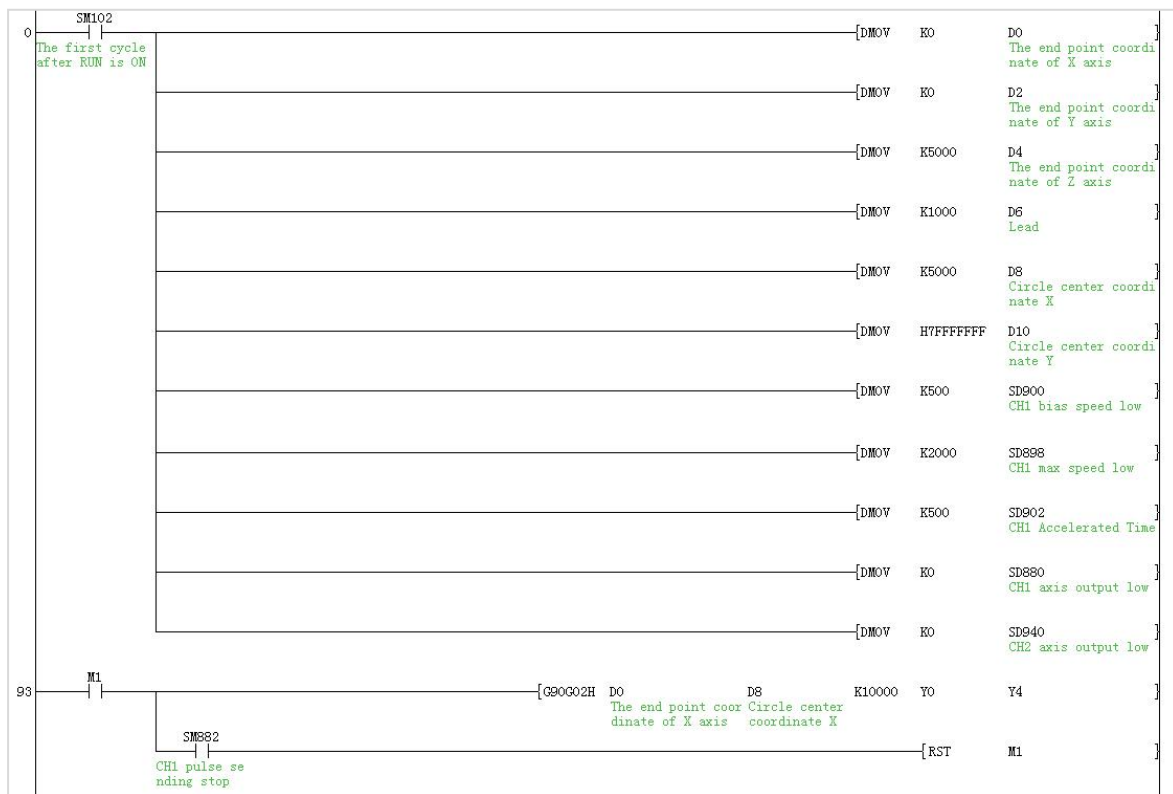 SM102
0
[DMOV K0 D0 ]
The first cycle
after RUN is ON
The end point coordi
nate of X axis
[DMOV K0 D2 ]
The end point coordi
nate of Y axis
[DMOV K5000 D4 ]
The end point coordi
nate of Z axis
[DMOV K1000 D6 ]
Lead
[DMOV K5000 D8 ]
Circle center coordi
nate X
[DMOV H7FFFFFFF D10 ]
Circle center coordi
nate Y
[DMOV K500 SD900 ]
CH1 bias speed low
[DMOV K2000 SD898 ]
CH1 max speed low
[DMOV K500 SD902 ]
CH1 Accelerated Time
[DMOV K0 SD880 ]
CH1 axis output low
[DMOV K0 SD940 ]
CH2 axis output low
M1
93
[G90G02H D0 D8 K10000 Y0 Y4 ]
The end point coor
dinate of X axis
Circle center
coordinate X
SM882
[RST M1 ]
CH1 pulse se
nding stop